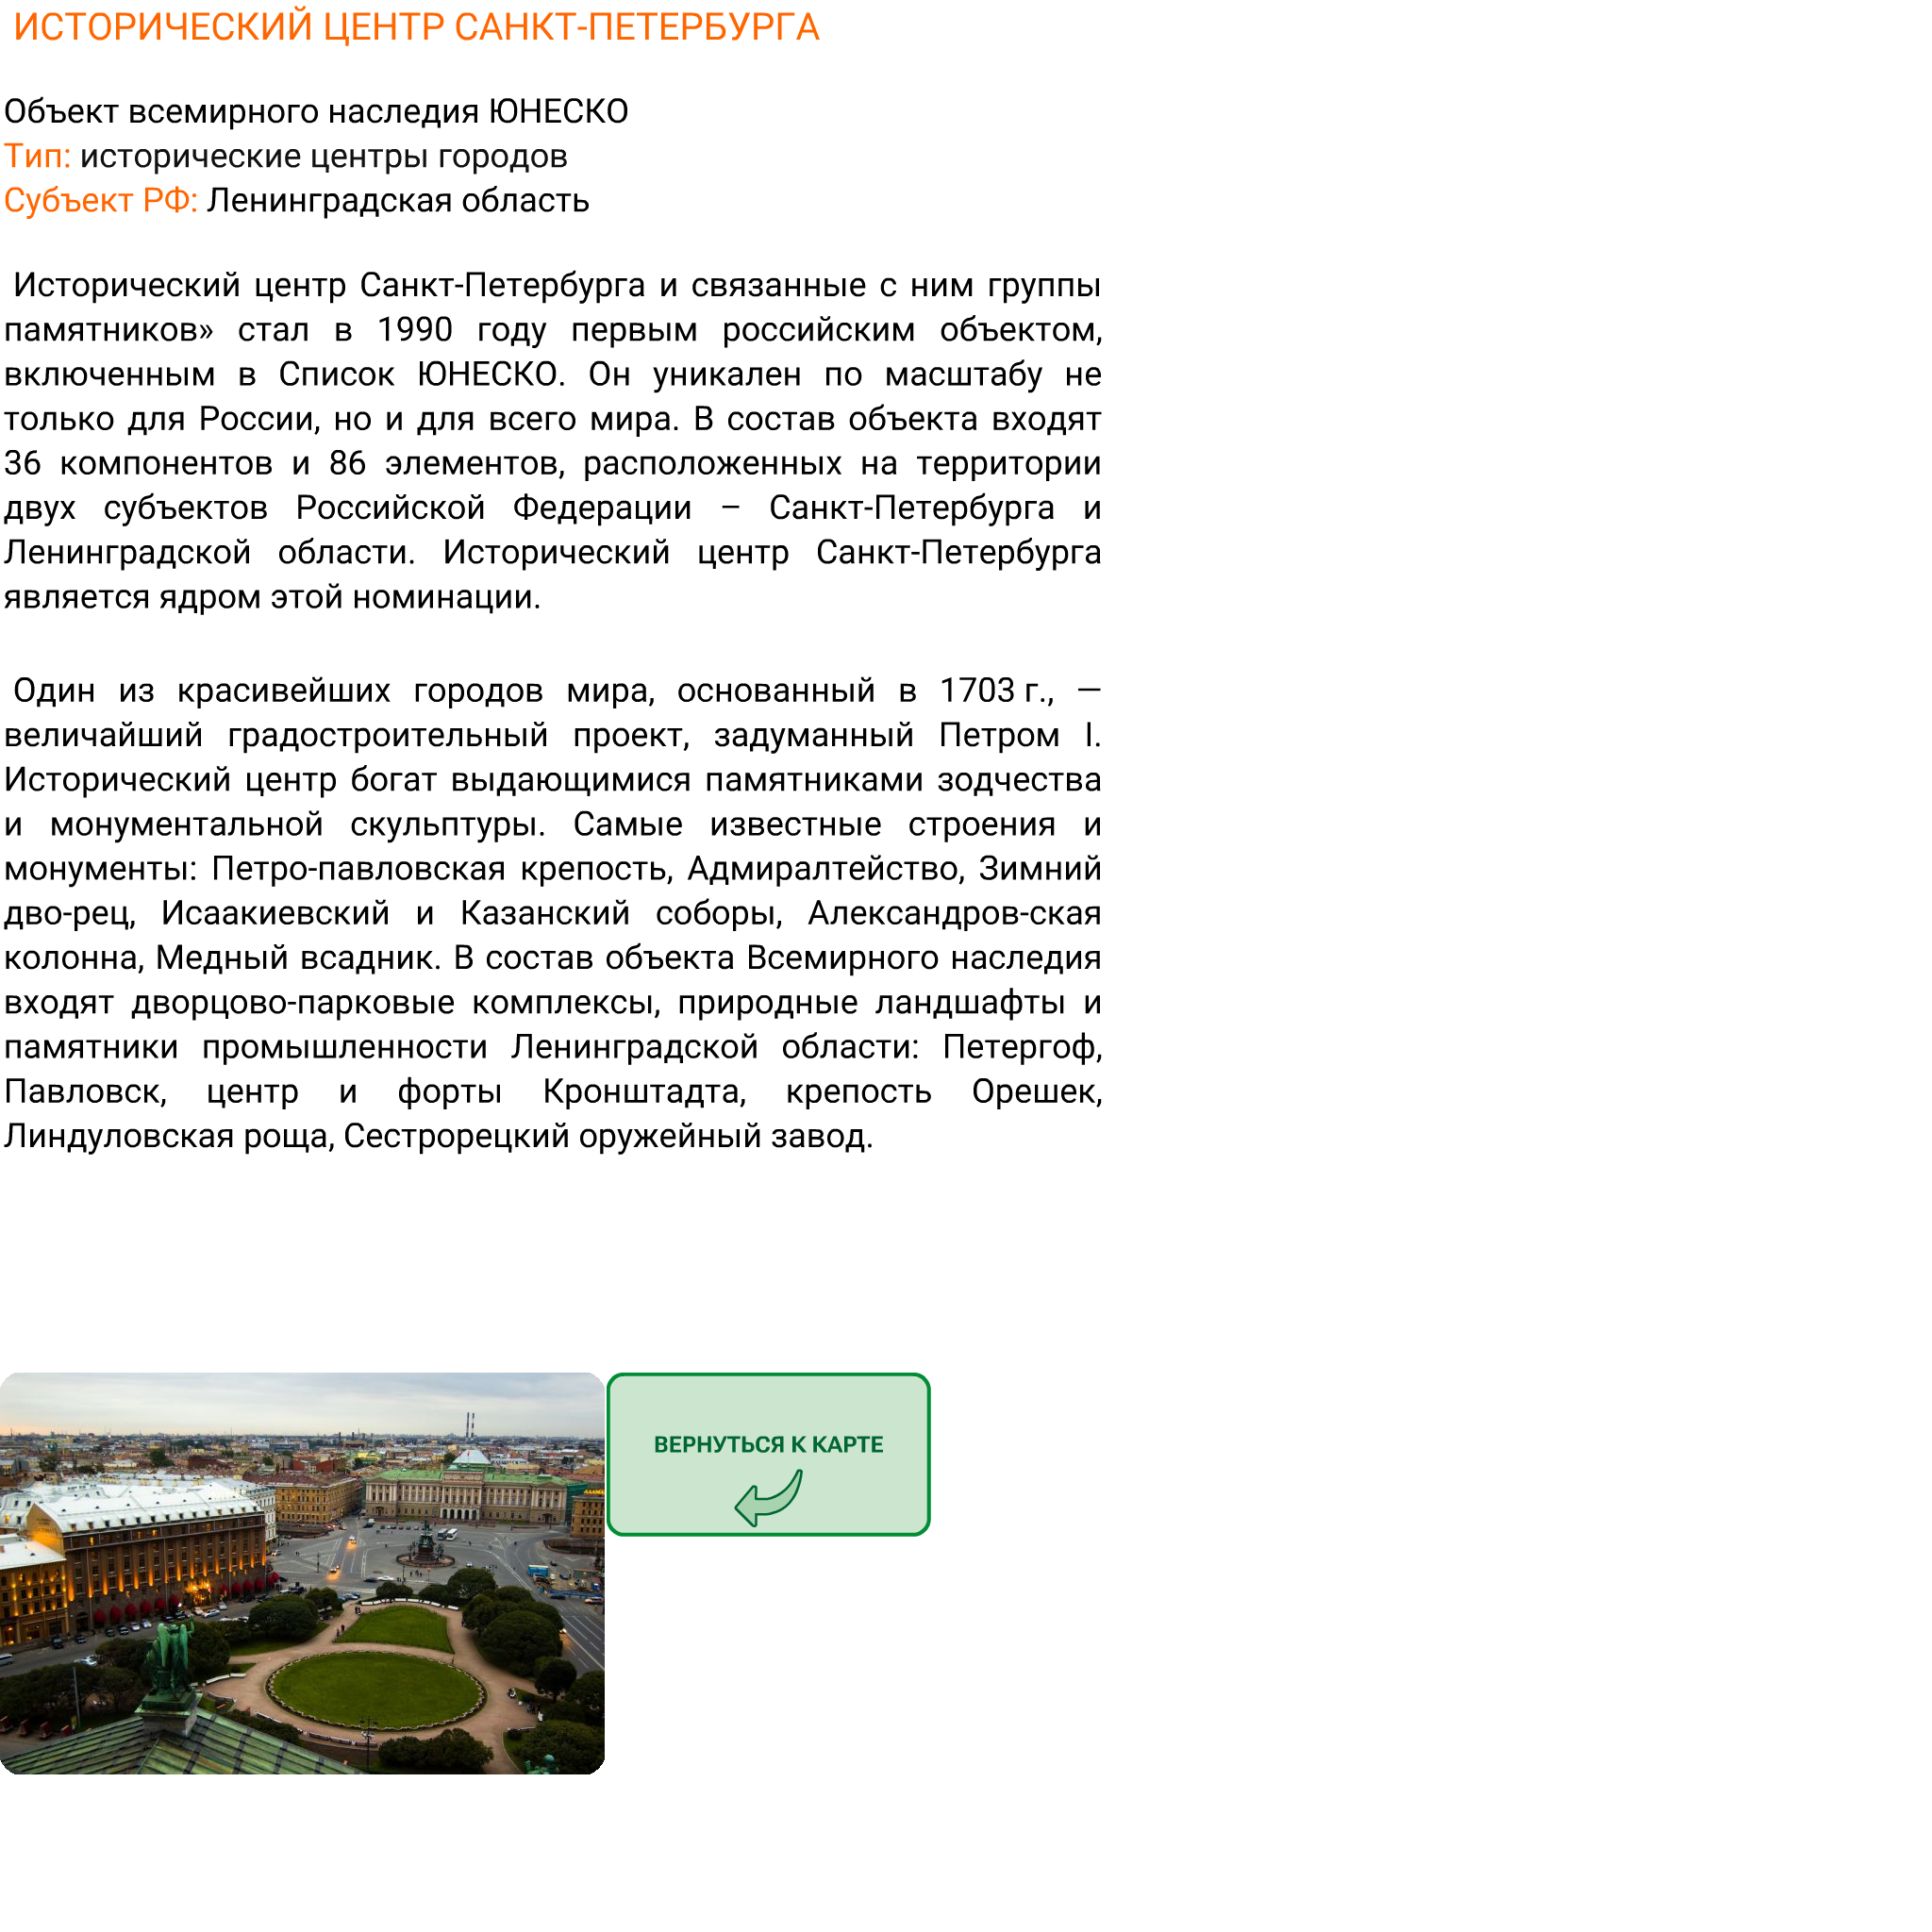 ИСТОРИЧЕСКИЙ ЦЕНТР САНКТ-ПЕТЕРБУРГА
Объект всемирного наследия ЮНЕСКО
Тип: исторические центры городов
Субъект РФ: Ленинградская область
Исторический центр Санкт-Петербурга и связанные с ним группы
памятников» стал в 1990 году первым российским объектом,
включенным в Список ЮНЕСКО. Он уникален по масштабу не
только для России, но и для всего мира. В состав объекта входят
36 компонентов и 86 элементов, расположенных на территории
двух субъектов Российской Федерации – Санкт-Петербурга и
Ленинградской области. Исторический центр Санкт-Петербурга
является ядром этой номинации.
Один из красивейших городов мира, основанный в 1703 г., —
величайший градостроительный проект, задуманный Петром I.
Исторический центр богат выдающимися памятниками зодчества
и монументальной скульптуры. Самые известные строения и
монументы: Петро-павловская крепость, Адмиралтейство, Зимний
дво-рец, Исаакиевский и Казанский соборы, Александров-ская
колонна, Медный всадник. В состав объекта Всемирного наследия
входят дворцово-парковые комплексы, природные ландшафты и
памятники промышленности Ленинградской области: Петергоф,
Павловск, центр и форты Кронштадта, крепость Орешек,
Линдуловская роща, Сестрорецкий оружейный завод.
ВЕРНУТЬСЯ К КАРТЕ